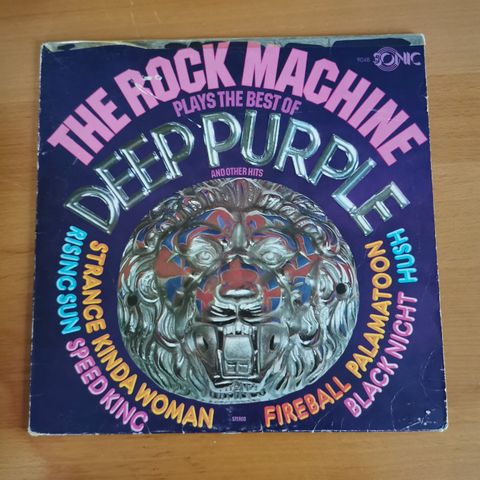 9048 SONIC
THE ROCK MACHINE
PLAYS THE BEST OF
DEEP PURPLE
AND OTHER HITS
RISING SUN
STRANGE KINDA WOMAN
SPEED KING
FIREBALL
PALAMATOON
BLACK NIGHT
HUSH
STEREO